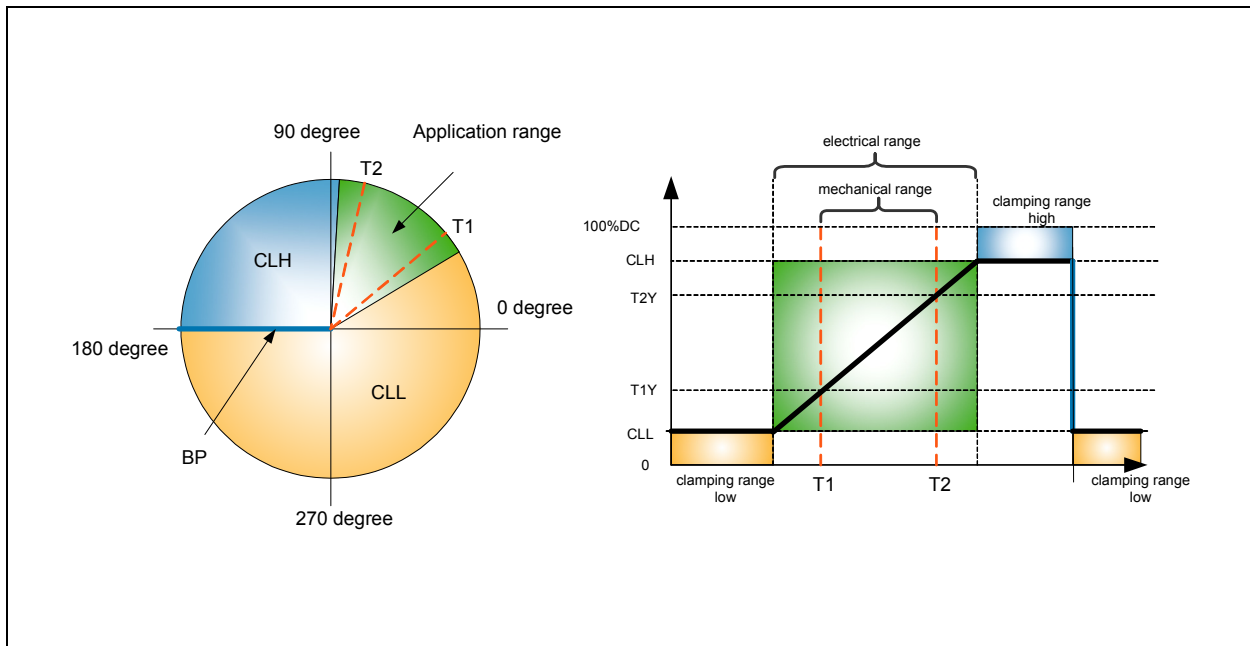 90 degree
Application range
T2
T1
CLH
0 degree
180 degree
CLL
BP
270 degree
electrical range
mechanical range
clamping range
high
100%DC
CLH
T2Y
T1Y
CLL
0
clamping range
low
T1
T2
clamping range
low